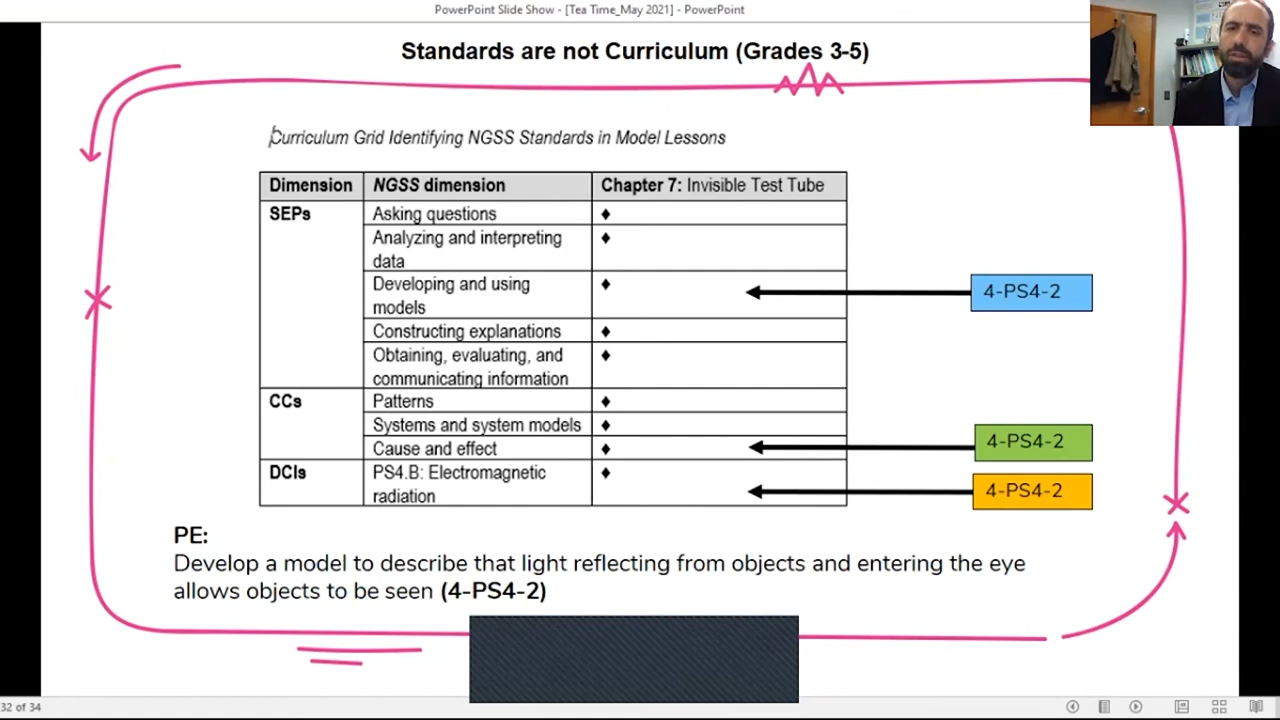 PowerPoint Slide Show - [Tea Time_May 2021] - PowerPoint
Standards are not Curriculum (Grades 3-5)
Curriculum Grid Identifying NGSS Standards in Model Lessons
Dimension NGSS dimension Chapter 7: Invisible Test Tube
SEPs Asking questions ♦
Analyzing and interpreting ♦
data
Developing and using ♦
models
4-PS4-2
Constructing explanations ♦
Obtaining, evaluating, and ♦
communicating information
CCs Patterns ♦
Systems and system models ♦
Cause and effect ♦
4-PS4-2
DCIs PS4.B: Electromagnetic ♦
radiation
4-PS4-2
PE:
Develop a model to describe that light reflecting from objects and entering the eye
allows objects to be seen (4-PS4-2)
32 of 34